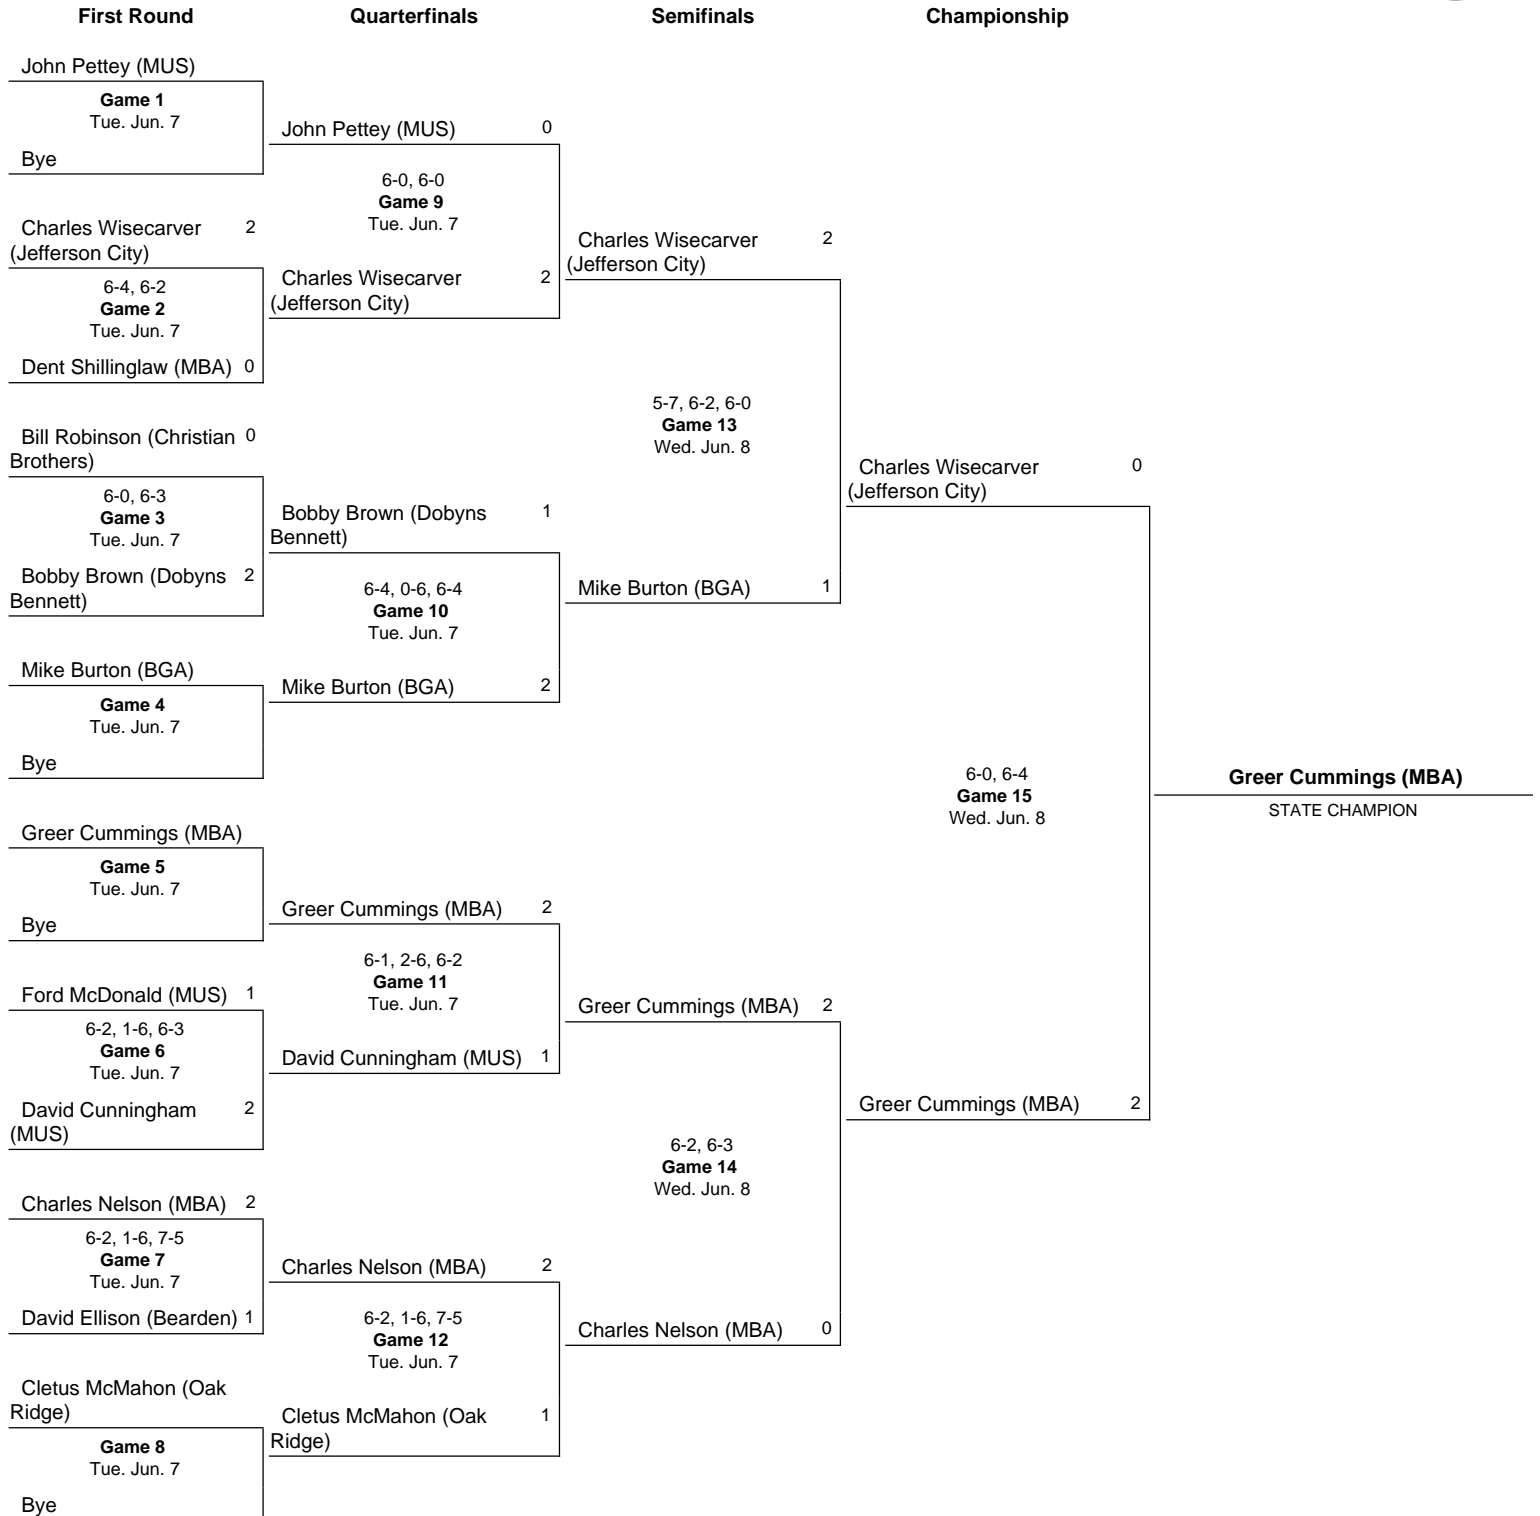 First Round Quarterfinals Semifinals Championship
John Pettey (MUS)
Game 1
Tue. Jun. 7
Bye
Charles Wisecarver 2
(Jefferson City)
6-4, 6-2
Game 2
Tue. Jun. 7
Dent Shillinglaw (MBA) 0
Bill Robinson (Christian 0
Brothers)
6-0, 6-3
Game 3
Tue. Jun. 7
Bobby Brown (Dobyns 2
Bennett)
Mike Burton (BGA)
Game 4
Tue. Jun. 7
Bye
Greer Cummings (MBA)
Game 5
Tue. Jun. 7
Bye
Ford McDonald (MUS) 1
6-2, 1-6, 6-3
Game 6
Tue. Jun. 7
David Cunningham 2
(MUS)
Charles Nelson (MBA) 2
6-2, 1-6, 7-5
Game 7
Tue. Jun. 7
David Ellison (Bearden) 1
Cletus McMahon (Oak
Ridge)
Game 8
Tue. Jun. 7
Bye
John Pettey (MUS) 0
6-0, 6-0
Game 9
Tue. Jun. 7
Charles Wisecarver 2
(Jefferson City)
Bobby Brown (Dobyns 1
Bennett)
6-4, 0-6, 6-4
Game 10
Tue. Jun. 7
Mike Burton (BGA) 2
Greer Cummings (MBA) 2
6-1, 2-6, 6-2
Game 11
Tue. Jun. 7
David Cunningham (MUS) 1
Charles Nelson (MBA) 2
6-2, 1-6, 7-5
Game 12
Tue. Jun. 7
Cletus McMahon (Oak 1
Ridge)
Charles Wisecarver 2
(Jefferson City)
5-7, 6-2, 6-0
Game 13
Wed. Jun. 8
Mike Burton (BGA) 1
Greer Cummings (MBA) 2
6-2, 6-3
Game 14
Wed. Jun. 8
Charles Nelson (MBA) 0
Charles Wisecarver 0
(Jefferson City)
6-0, 6-4
Game 15
Wed. Jun. 8
Greer Cummings (MBA) 2
Greer Cummings (MBA)
STATE CHAMPION